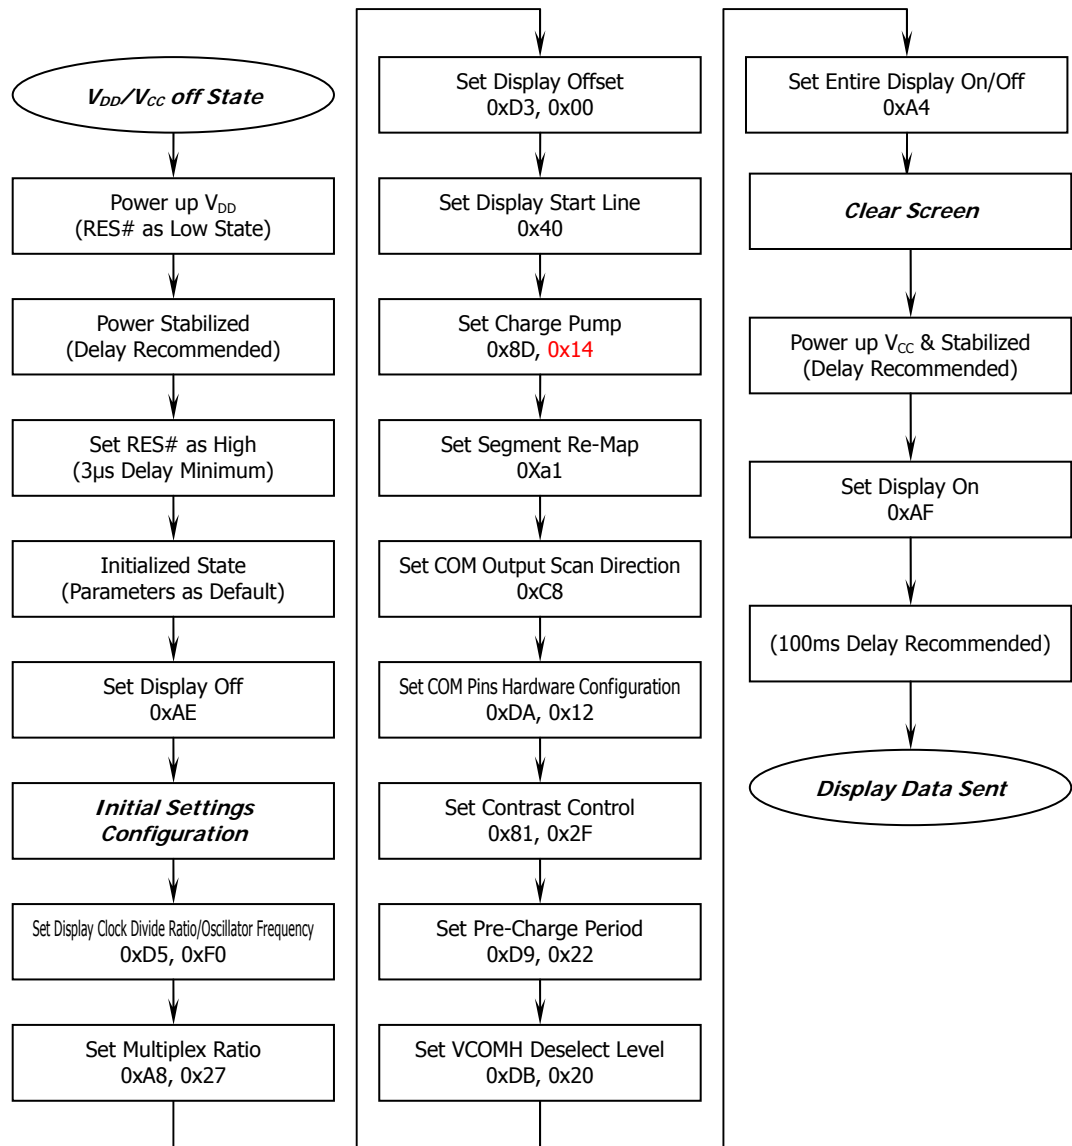 V_DD/V_CC off State
Power up V_DD
(RES# as Low State)
Power Stabilized
(Delay Recommended)
Set RES# as High
(3μs Delay Minimum)
Initialized State
(Parameters as Default)
Set Display Off
0xAE
Initial Settings
Configuration
Set Display Clock Divide Ratio/Oscillator Frequency
0xD5, 0xF0
Set Multiplex Ratio
0xA8, 0x27
Set Display Offset
0xD3, 0x00
Set Display Start Line
0x40
Set Charge Pump
0x8D, 0x14
Set Segment Re-Map
0Xa1
Set COM Output Scan Direction
0xC8
Set COM Pins Hardware Configuration
0xDA, 0x12
Set Contrast Control
0x81, 0x2F
Set Pre-Charge Period
0xD9, 0x22
Set VCOMH Deselect Level
0xDB, 0x20
Set Entire Display On/Off
0xA4
Clear Screen
Power up V_CC & Stabilized
(Delay Recommended)
Set Display On
0xAF
(100ms Delay Recommended)
Display Data Sent